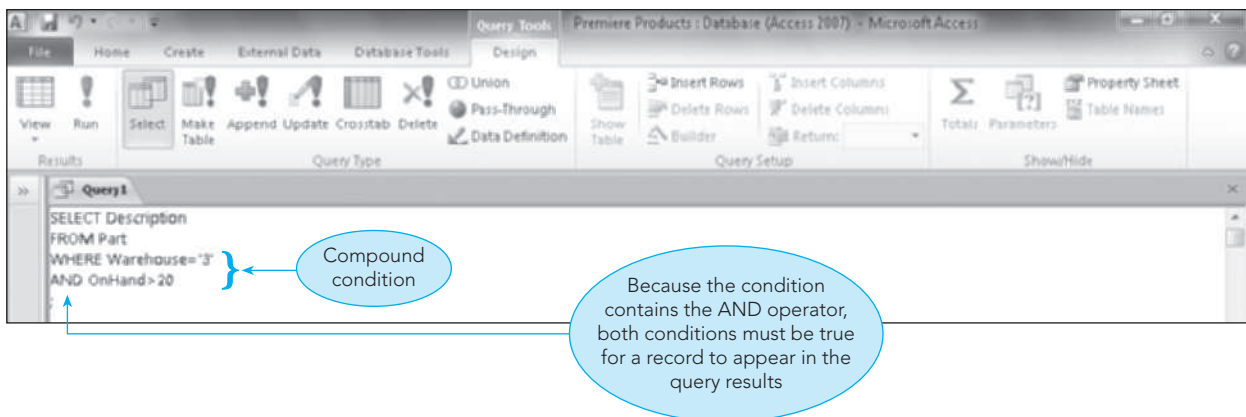 A
Query Tools
Premiere Products : Database (Access 2007) - Microsoft Access
File
Home
Create
External Data
Database Tools
Design
View
Run
Select
Make Table
Append
Update
Crosstab
Delete
Union
Pass-Through
Data Definition
Show Table
Insert Rows
Delete Rows
Builder
Insert Columns
Delete Columns
Return:
Totals
Parameters
Property Sheet
Table Names
Results
Query Type
Query Setup
Show/Hide
Query1
SELECT Description
FROM Part
WHERE Warehouse='3'
AND OnHand>20
;
Compound
condition
Because the condition
contains the AND operator,
both conditions must be true
for a record to appear in the
query results